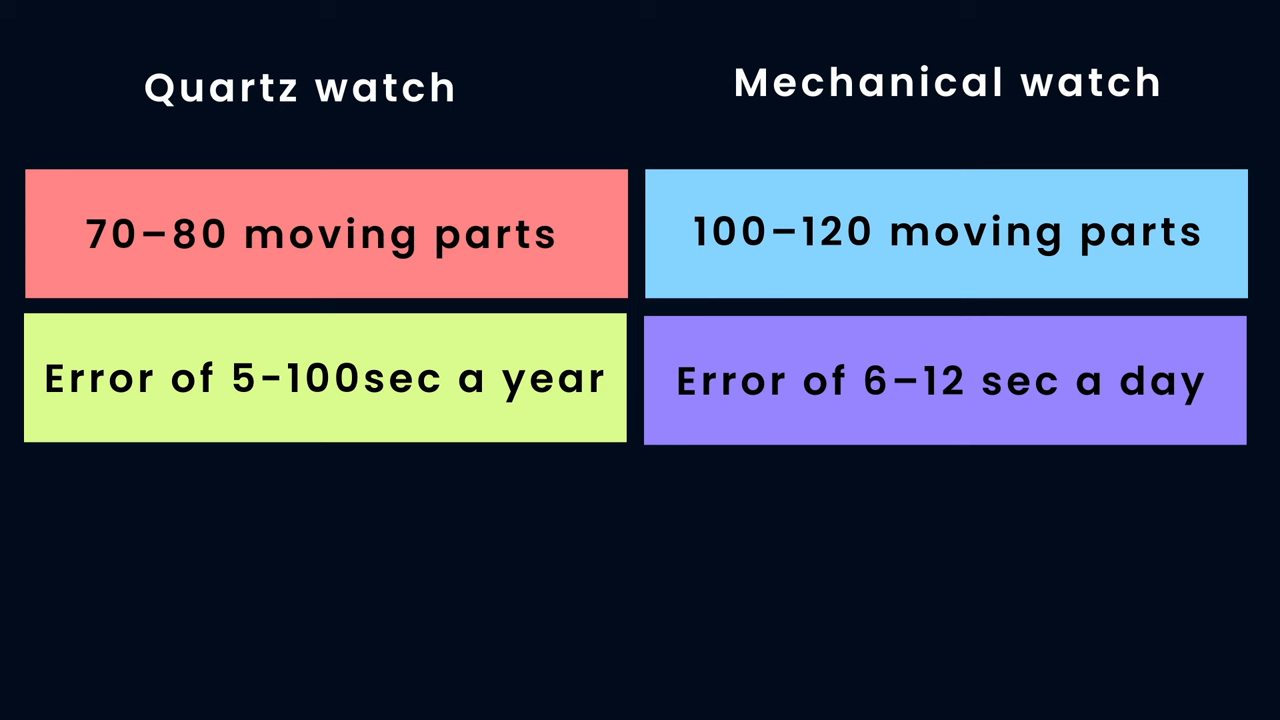 Quartz watch
Mechanical watch
70–80 moving parts
100–120 moving parts
Error of 5-100sec a year
Error of 6–12 sec a day